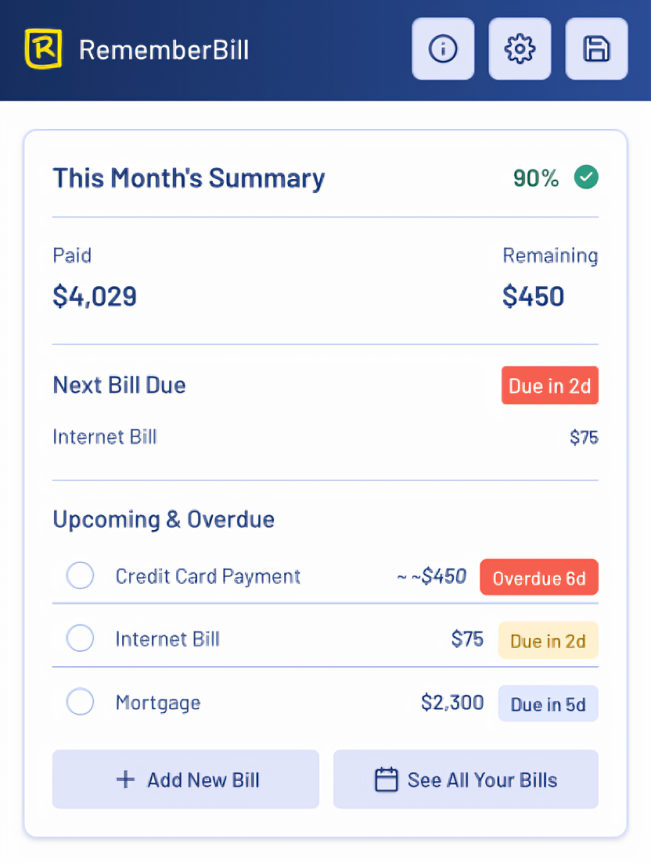 R RememberBill
This Month's Summary 90%
Paid Remaining
$4,029 $450
Next Bill Due Due in 2d
Internet Bill $75
Upcoming & Overdue
Credit Card Payment ~ ~$450 Overdue 6d
Internet Bill $75 Due in 2d
Mortgage $2,300 Due in 5d
+ Add New Bill See All Your Bills